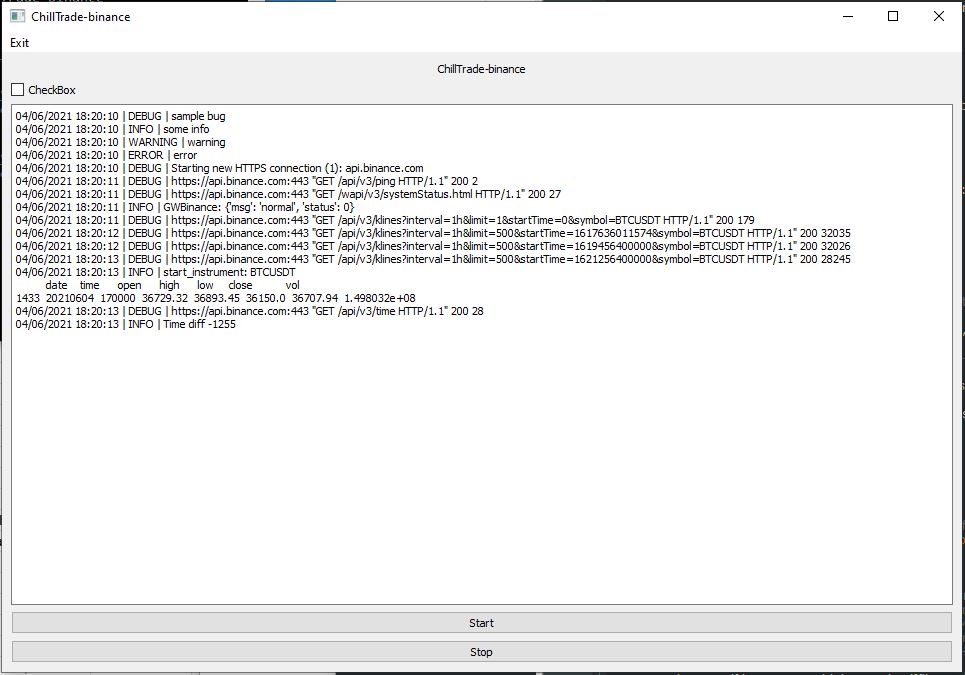 ChillTrade-binance
Exit
ChillTrade-binance
CheckBox
04/06/2021 18:20:10 | DEBUG | sample bug
04/06/2021 18:20:10 | INFO | some info
04/06/2021 18:20:10 | WARNING | warning
04/06/2021 18:20:10 | ERROR | error
04/06/2021 18:20:10 | DEBUG | Starting new HTTPS connection (1): api.binance.com
04/06/2021 18:20:11 | DEBUG | https://api.binance.com:443 "GET /api/v3/ping HTTP/1.1" 200 2
04/06/2021 18:20:11 | DEBUG | https://api.binance.com:443 "GET /wapi/v3/systemStatus.html HTTP/1.1" 200 27
04/06/2021 18:20:11 | INFO | GWBinance: {'msg': 'normal', 'status': 0}
04/06/2021 18:20:11 | DEBUG | https://api.binance.com:443 "GET /api/v3/klines?interval=1h&limit=1&startTime=0&symbol=BTCUSDT HTTP/1.1" 200 179
04/06/2021 18:20:12 | DEBUG | https://api.binance.com:443 "GET /api/v3/klines?interval=1h&limit=500&startTime=1617636011574&symbol=BTCUSDT HTTP/1.1" 200 32035
04/06/2021 18:20:12 | DEBUG | https://api.binance.com:443 "GET /api/v3/klines?interval=1h&limit=500&startTime=1619456400000&symbol=BTCUSDT HTTP/1.1" 200 32026
04/06/2021 18:20:13 | DEBUG | https://api.binance.com:443 "GET /api/v3/klines?interval=1h&limit=500&startTime=1621256400000&symbol=BTCUSDT HTTP/1.1" 200 28245
04/06/2021 18:20:13 | INFO | start_instrument: BTCUSDT
date time open high low close vol
1433 20210604 170000 36729.32 36893.45 36150.0 36707.94 1.498032e+08
04/06/2021 18:20:13 | DEBUG | https://api.binance.com:443 "GET /api/v3/time HTTP/1.1" 200 28
04/06/2021 18:20:13 | INFO | Time diff -1255
Start
Stop